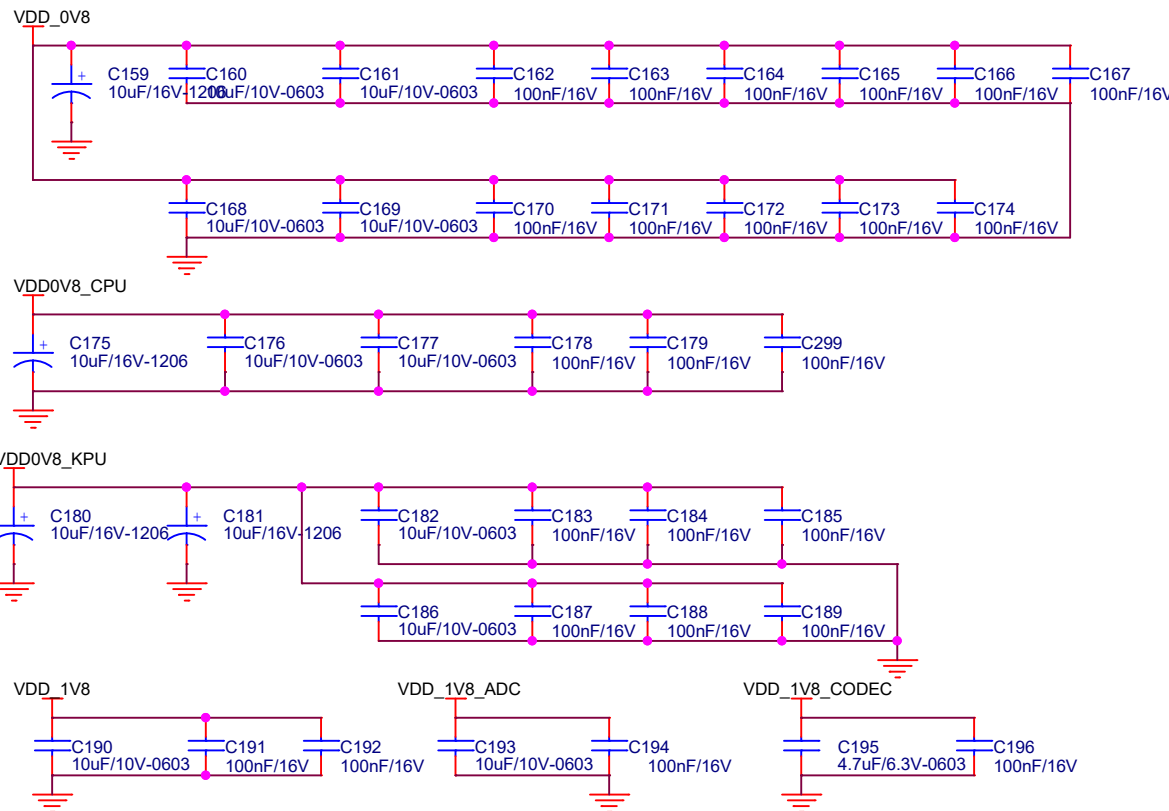 VDD_0V8
C159
10uF/16V-1206
C160
10uF/10V-0603
C161
10uF/10V-0603
C162
100nF/16V
C163
100nF/16V
C164
100nF/16V
C165
100nF/16V
C166
100nF/16V
C167
100nF/16V
C168
10uF/10V-0603
C169
10uF/10V-0603
C170
100nF/16V
C171
100nF/16V
C172
100nF/16V
C173
100nF/16V
C174
100nF/16V
VDD0V8_CPU
C175
10uF/16V-1206
C176
10uF/10V-0603
C177
10uF/10V-0603
C178
100nF/16V
C179
100nF/16V
C299
100nF/16V
VDD0V8_KPU
C180
10uF/16V-1206
C181
10uF/16V-1206
C182
10uF/10V-0603
C183
100nF/16V
C184
100nF/16V
C185
100nF/16V
C186
10uF/10V-0603
C187
100nF/16V
C188
100nF/16V
C189
100nF/16V
VDD_1V8
C190
10uF/10V-0603
C191
100nF/16V
C192
100nF/16V
VDD_1V8_ADC
C193
10uF/10V-0603
C194
100nF/16V
VDD_1V8_CODEC
C195
4.7uF/6.3V-0603
C196
100nF/16V